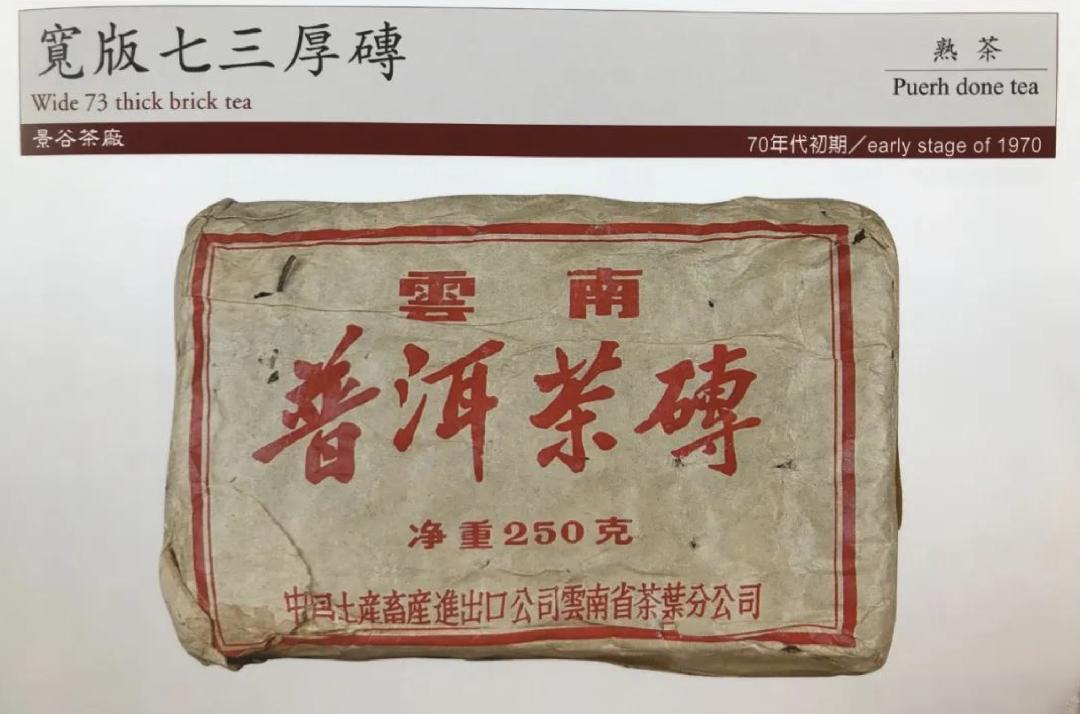 寬版七三厚磚
Wide 73 thick brick tea
熟茶
Puerh done tea
景谷茶廠
70年代初期／early stage of 1970
雲南
普洱茶磚
净重250克
中国土産畜産進出口公司雲南省茶葉分公司